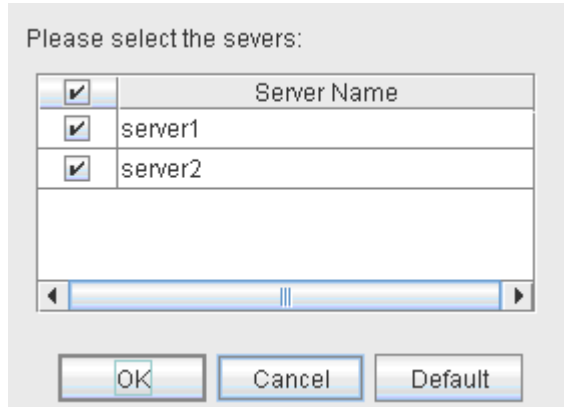 Please select the severs:
Server Name
server1
server2
OK
Cancel
Default